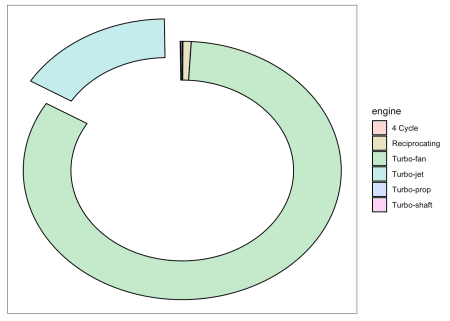 engine
4 Cycle
Reciprocating
Turbo-fan
Turbo-jet
Turbo-prop
Turbo-shaft